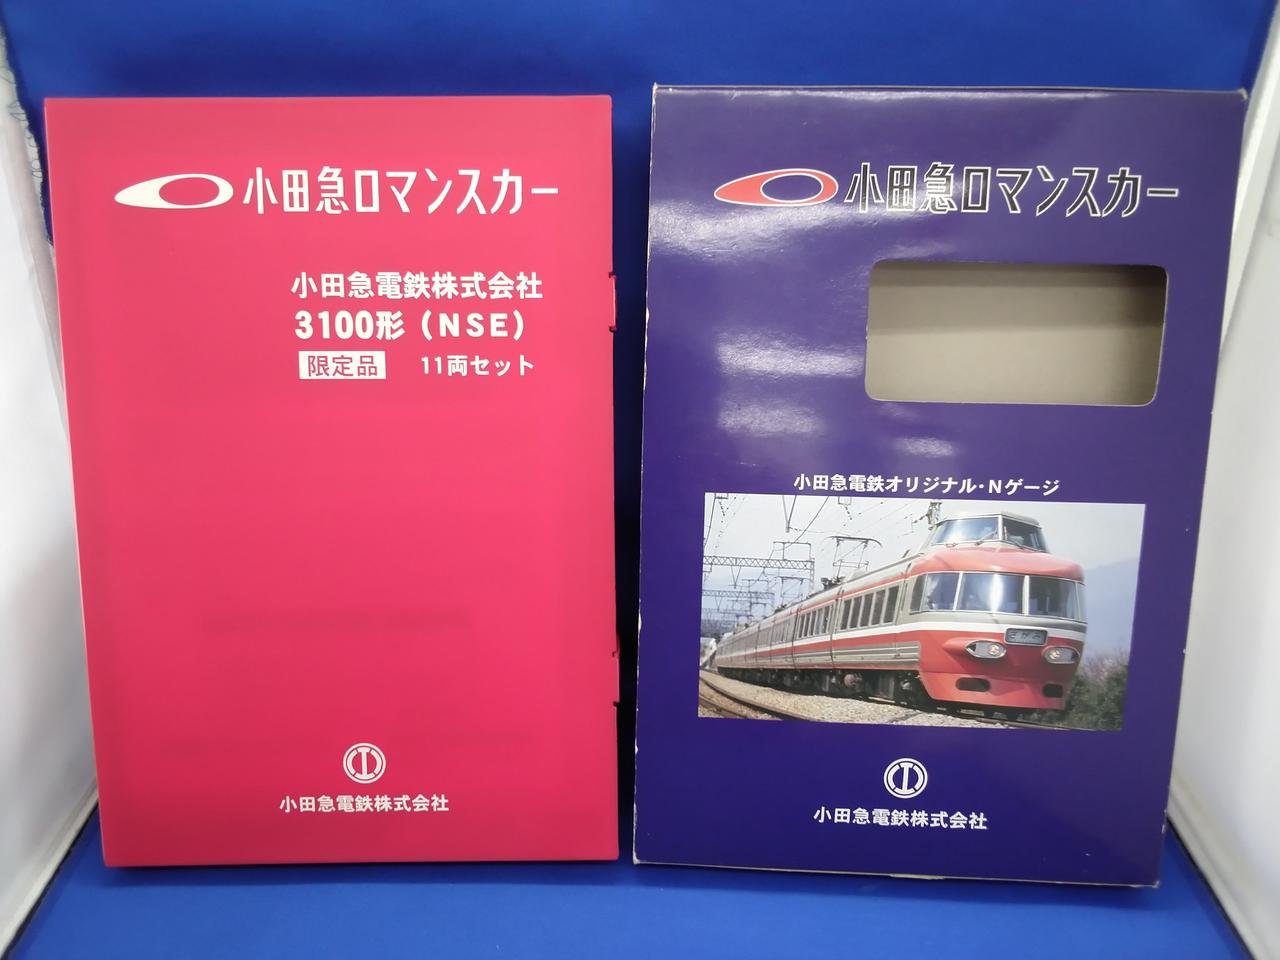 小田急ロマンスカー
小田急電鉄株式会社
3100形（NSE）
限定品 11両セット
小田急電鉄株式会社
小田急ロマンスカー
小田急電鉄オリジナル・Nゲージ
さがみ
小田急電鉄株式会社